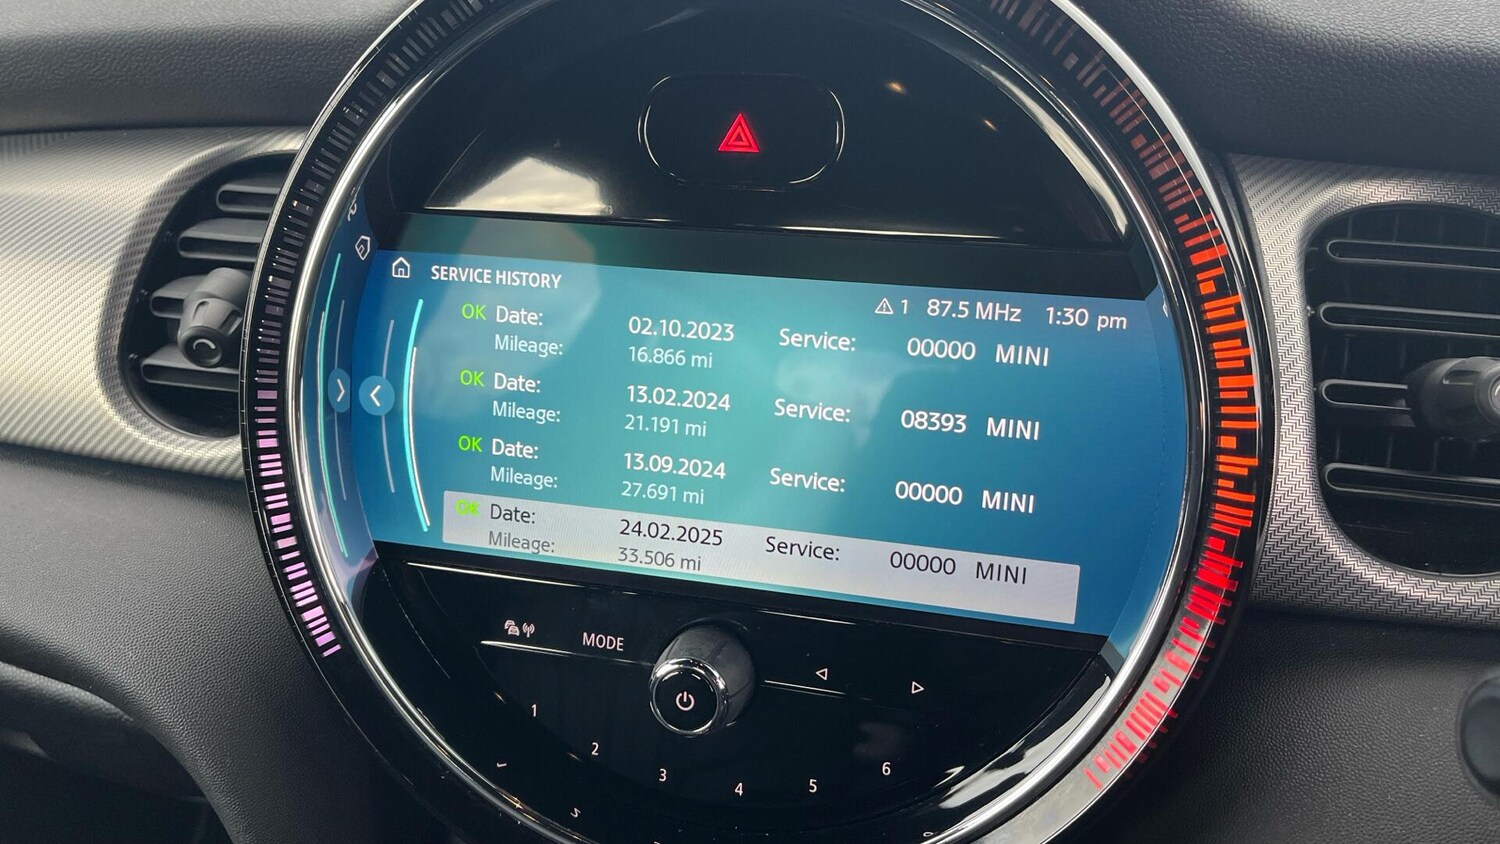 SERVICE HISTORY
⚠ 1 87.5 MHz 1:30 pm
OK Date: 02.10.2023 Service: 00000 MINI
Mileage: 16.866 mi
OK Date: 13.02.2024 Service: 08393 MINI
Mileage: 21.191 mi
OK Date: 13.09.2024 Service: 00000 MINI
Mileage: 27.691 mi
OK Date: 24.02.2025 Service: 00000 MINI
Mileage: 33.506 mi
MODE
1 2 3 4 5 6